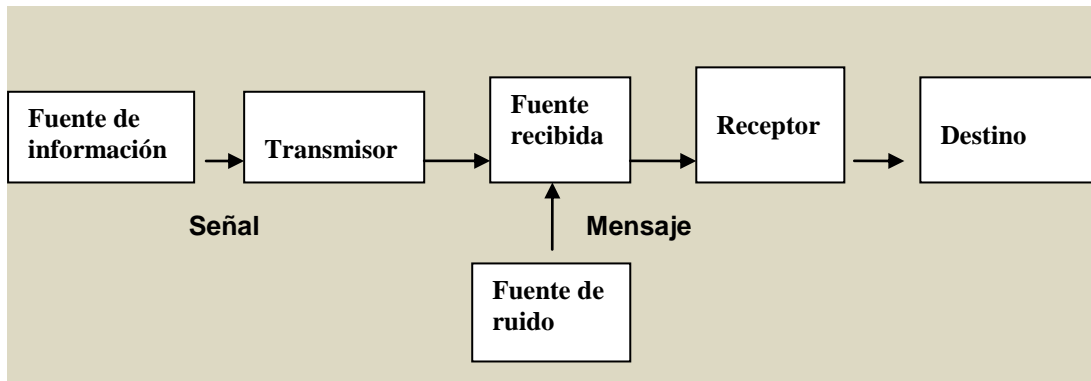 Fuente de
información
Transmisor
Fuente
recibida
Receptor
Destino
Señal
Mensaje
Fuente de
ruido